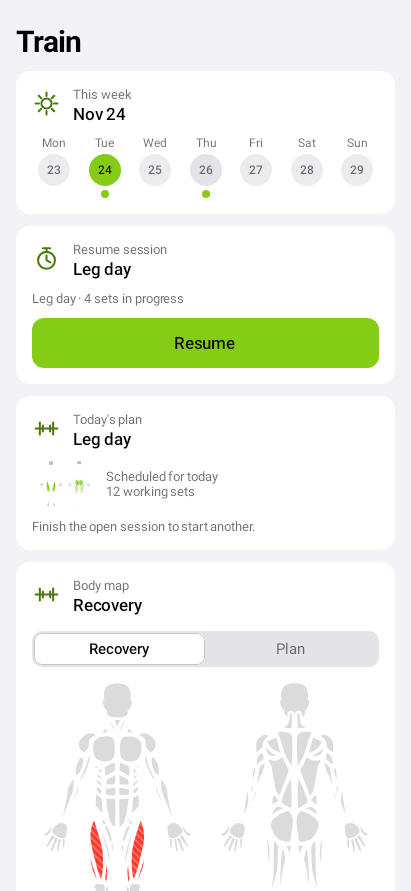 Train
This week
Nov 24
Mon Tue Wed Thu Fri Sat Sun
23 24 25 26 27 28 29
Resume session
Leg day
Leg day · 4 sets in progress
Resume
Today's plan
Leg day
Scheduled for today
12 working sets
Finish the open session to start another.
Body map
Recovery
Recovery Plan